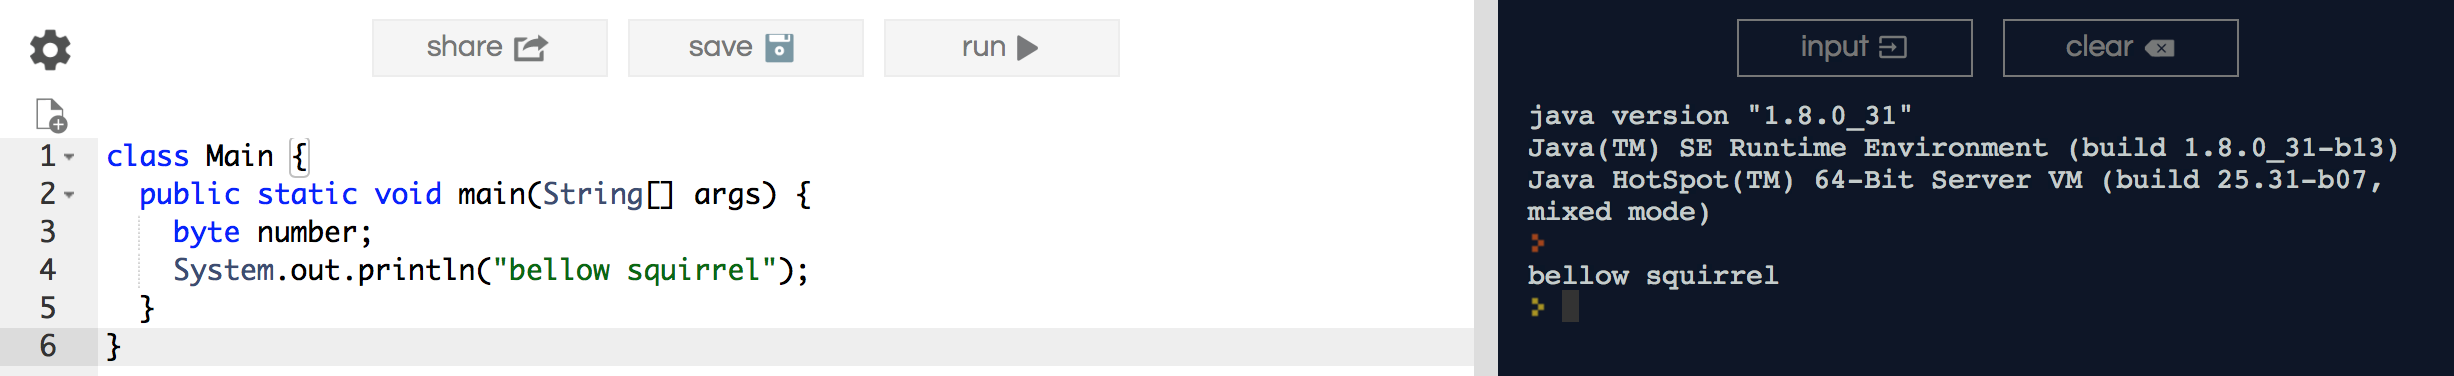 share save run
1 class Main {
2 public static void main(String[] args) {
3 byte number;
4 System.out.println("bellow squirrel");
5 }
6 }
input clear
java version "1.8.0_31"
Java(TM) SE Runtime Environment (build 1.8.0_31-b13)
Java HotSpot(TM) 64-Bit Server VM (build 25.31-b07,
mixed mode)
>
bellow squirrel
>